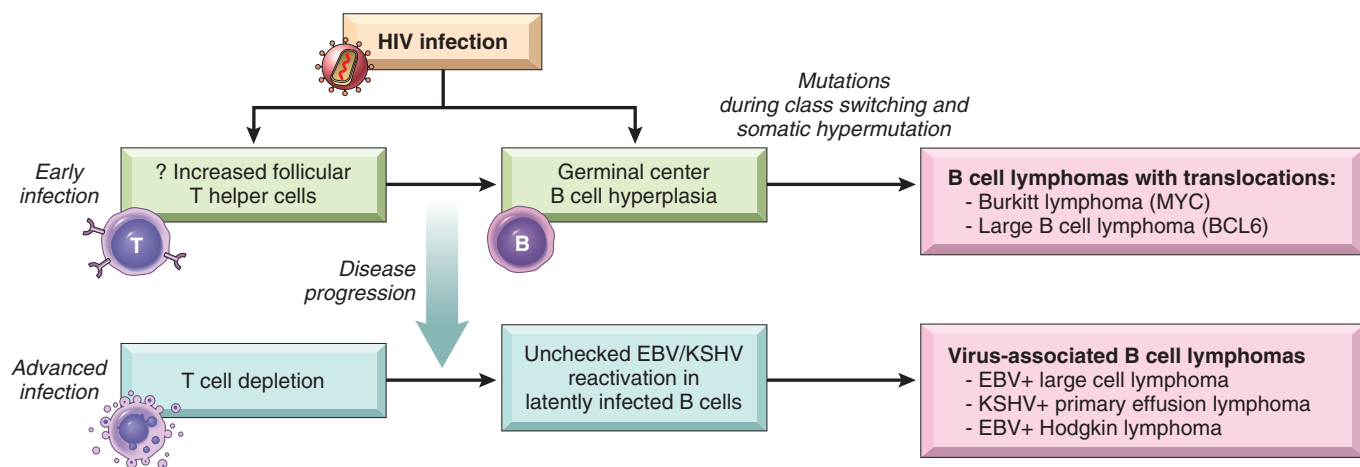 HIV infection
Mutations
during class switching and
somatic hypermutation
Early
infection
? Increased follicular
T helper cells
T
Germinal center
B cell hyperplasia
B
B cell lymphomas with translocations:
- Burkitt lymphoma (MYC)
- Large B cell lymphoma (BCL6)
Disease
progression
Advanced
infection
T cell depletion
Unchecked EBV/KSHV
reactivation in
latently infected B cells
Virus-associated B cell lymphomas
- EBV+ large cell lymphoma
- KSHV+ primary effusion lymphoma
- EBV+ Hodgkin lymphoma